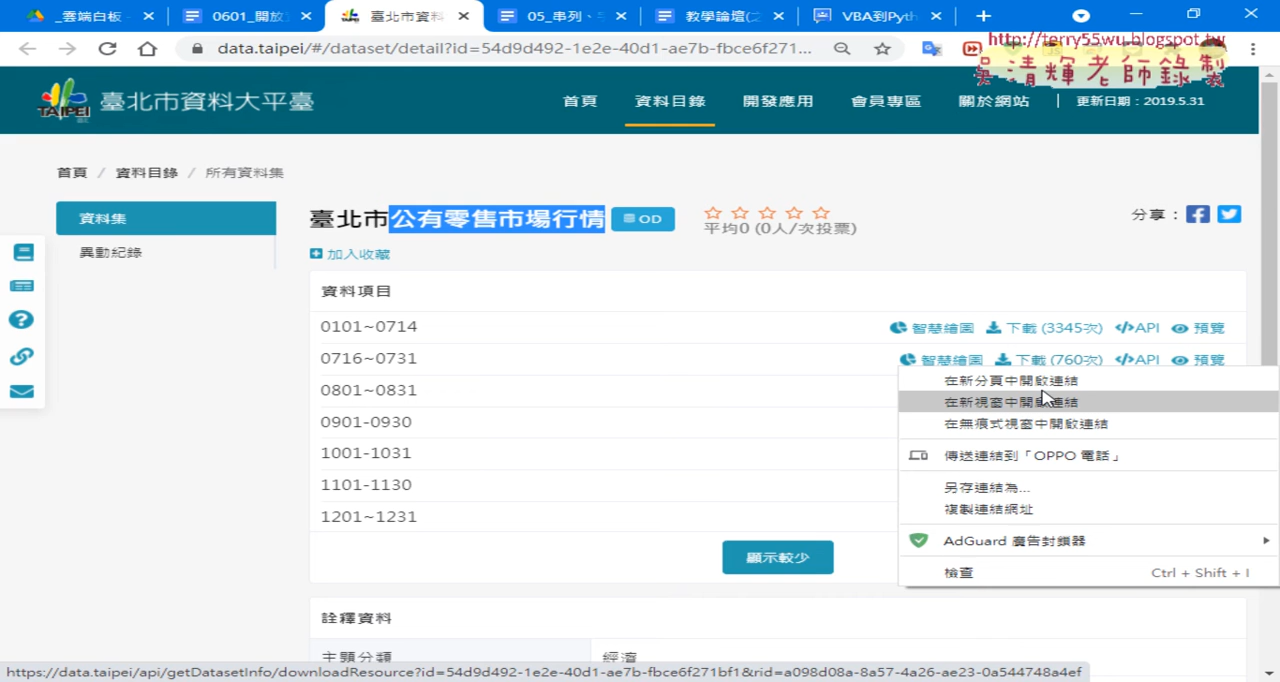 _雲端白板 -
0601_開放
臺北市資料
05_串列、
教學論壇(
VBA到Pyth
data.taipei/#/dataset/detail?id=54d9d492-1e2e-40d1-ae7b-fbce6f271...
http://terry55wu.blogspot.tw
吳清輝老師錄製
TAIPEI
臺北市資料大平臺
首頁
資料目錄
開發應用
會員專區
關於網站
更新日期：2019.5.31
首頁 / 資料目錄 / 所有資料集
資料集
異動紀錄
臺北市公有零售市場行情
OD
平均0 (0人/次投票)
分享：
加入收藏
資料項目
0101~0714
智慧繪圖 下載 (3345次) </>API 預覽
0716~0731
智慧繪圖 下載 (760次) </>API 預覽
0801~0831
0901-0930
1001-1031
1101-1130
1201~1231
顯示較少
在新分頁中開啟連結
在新視窗中開啟連結
在無痕式視窗中開啟連結
傳送連結到「OPPO 電話」
另存連結為...
複製連結網址
AdGuard 廣告封鎖器
檢查 Ctrl + Shift + I
詮釋資料
主題分類
經濟
https://data.taipei/api/getDatasetInfo/downloadResource?id=54d9d492-1e2e-40d1-ae7b-fbce6f271bf1&rid=a098d08a-8a57-4a26-ae23-0a544748a4ef